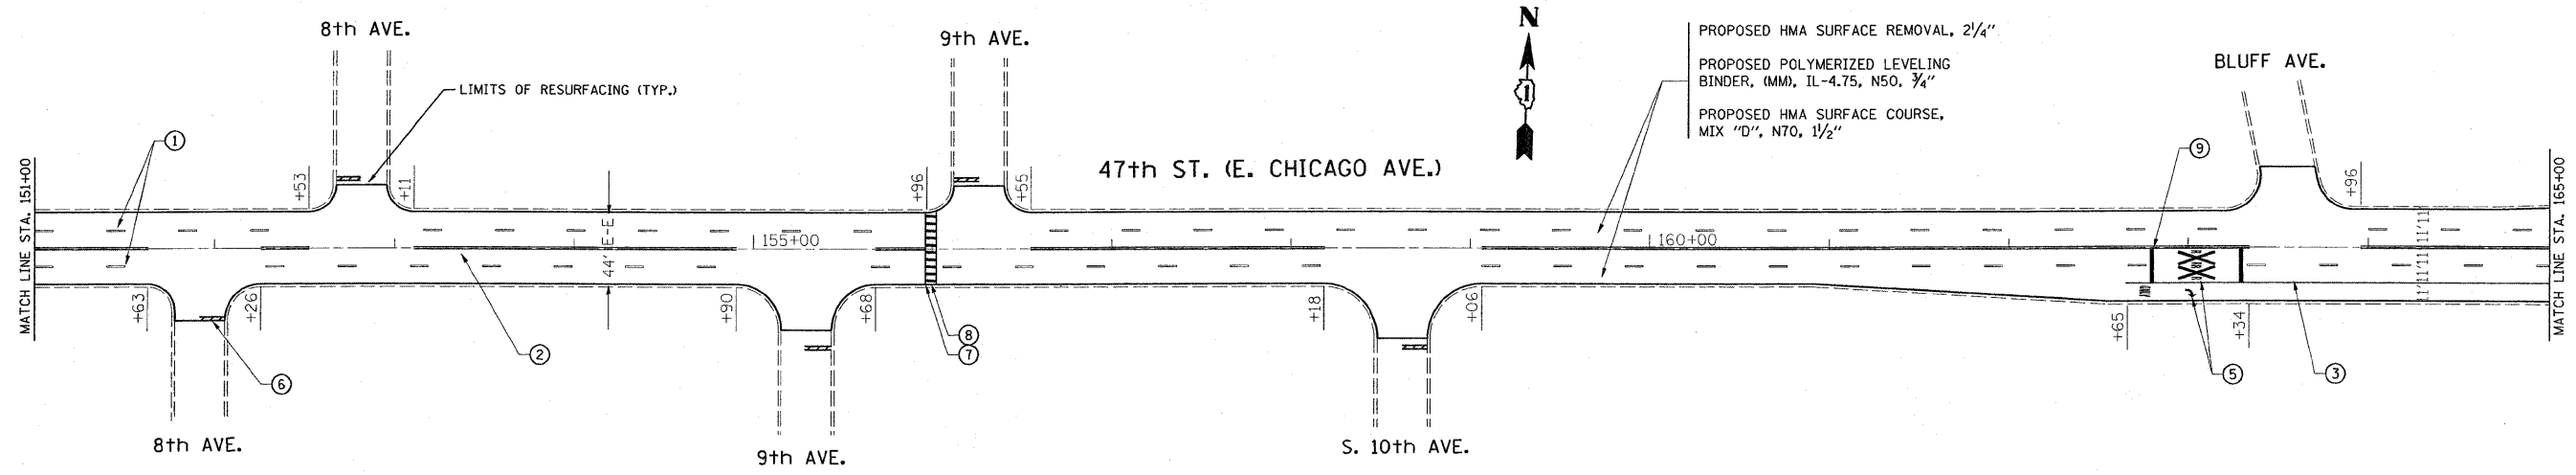 8th AVE.
9th AVE.
N
1
PROPOSED HMA SURFACE REMOVAL, 2 1/4"
PROPOSED POLYMERIZED LEVELING
BINDER, (MM), IL-4.75, N50, 3/4"
PROPOSED HMA SURFACE COURSE,
MIX "D", N70, 1 1/2"
BLUFF AVE.
LIMITS OF RESURFACING (TYP.)
1
9
47th ST. (E. CHICAGO AVE.)
MATCH LINE STA. 151+00
+53
+11
+96
+55
+96
MATCH LINE STA. 165+00
44' E-E
155+00
160+00
11'11'11'11'11'
+63
+26
+90
+68
+18
+06
+65
+34
8
7
2
6
5
3
8th AVE.
9th AVE.
S. 10th AVE.